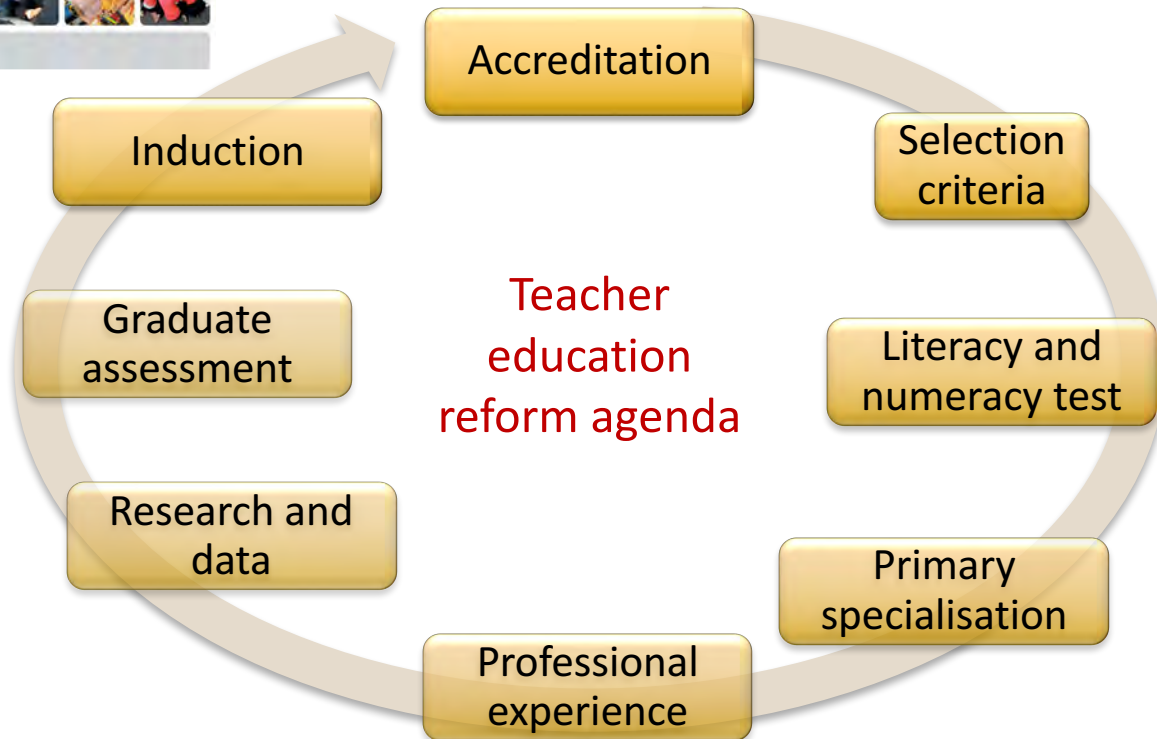 Accreditation
Selection
criteria
Literacy and
numeracy test
Primary
specialisation
Professional
experience
Research and
data
Graduate
assessment
Induction
Teacher
education
reform agenda